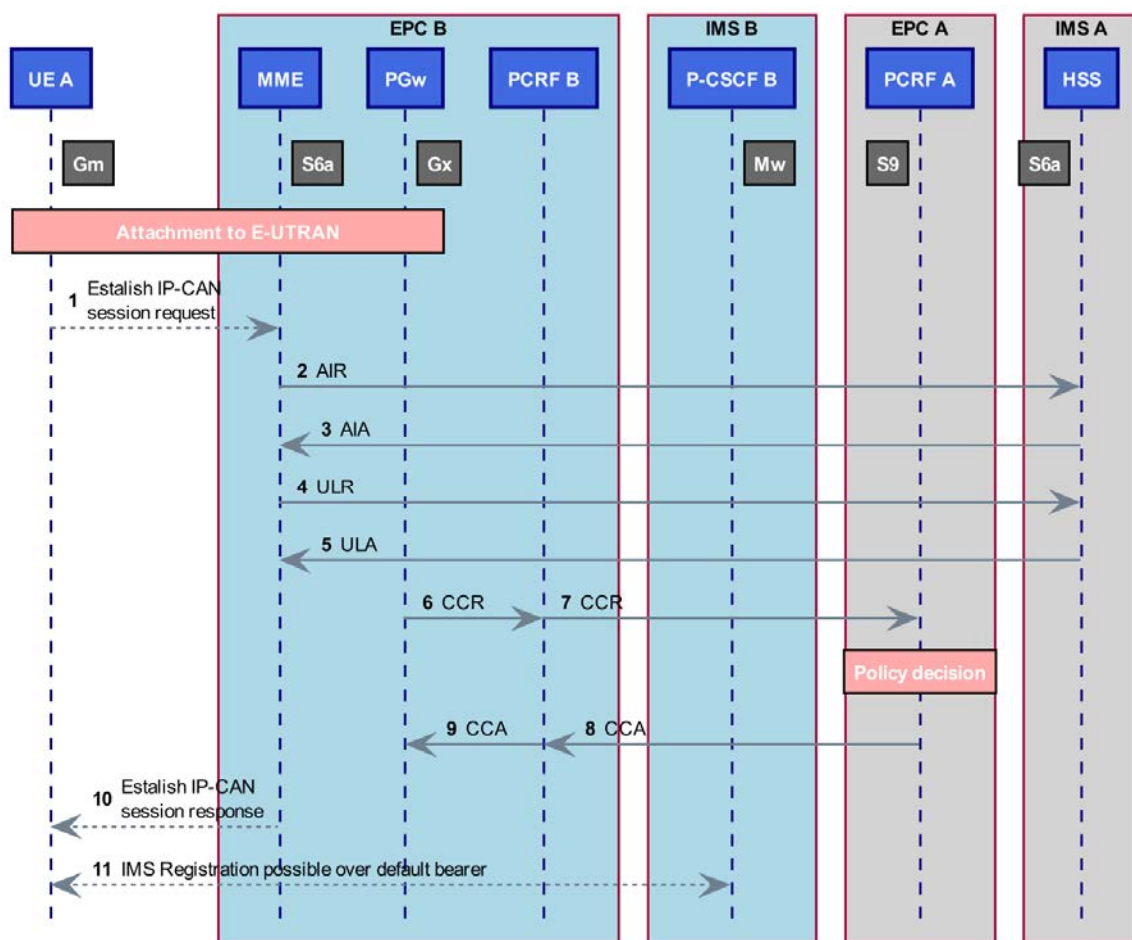 EPC B
IMS B
EPC A
IMS A
UE A
MME
PGw
PCRF B
P-CSCF B
PCRF A
HSS
Gm
S6a
Gx
Mw
S9
S6a
Attachment to E-UTRAN
1 Estalish IP-CAN
session request
2 AIR
3 AIA
4 ULR
5 ULA
6 CCR
7 CCR
Policy decision
9 CCA
8 CCA
10 Estalish IP-CAN
session response
11 IMS Registration possible over default bearer